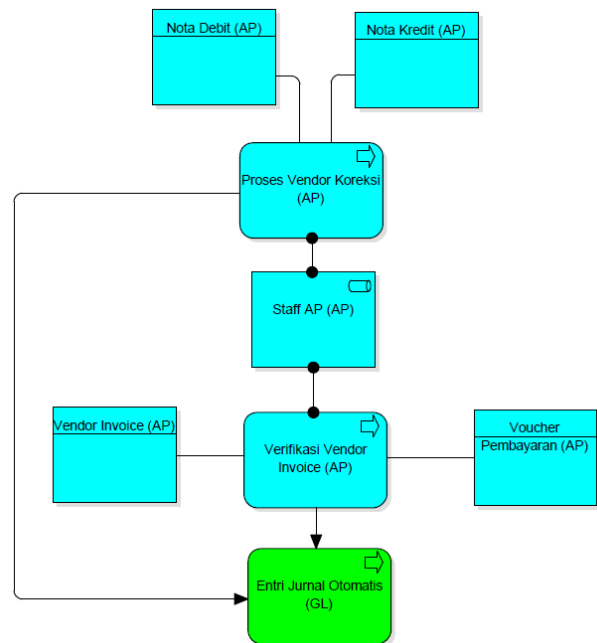 Nota Debit (AP)
Nota Kredit (AP)
Proses Vendor Koreksi
(AP)
Staff AP (AP)
Vendor Invoice (AP)
Verifikasi Vendor
Invoice (AP)
Voucher
Pembayaran (AP)
Entri Jurnal Otomatis
(GL)